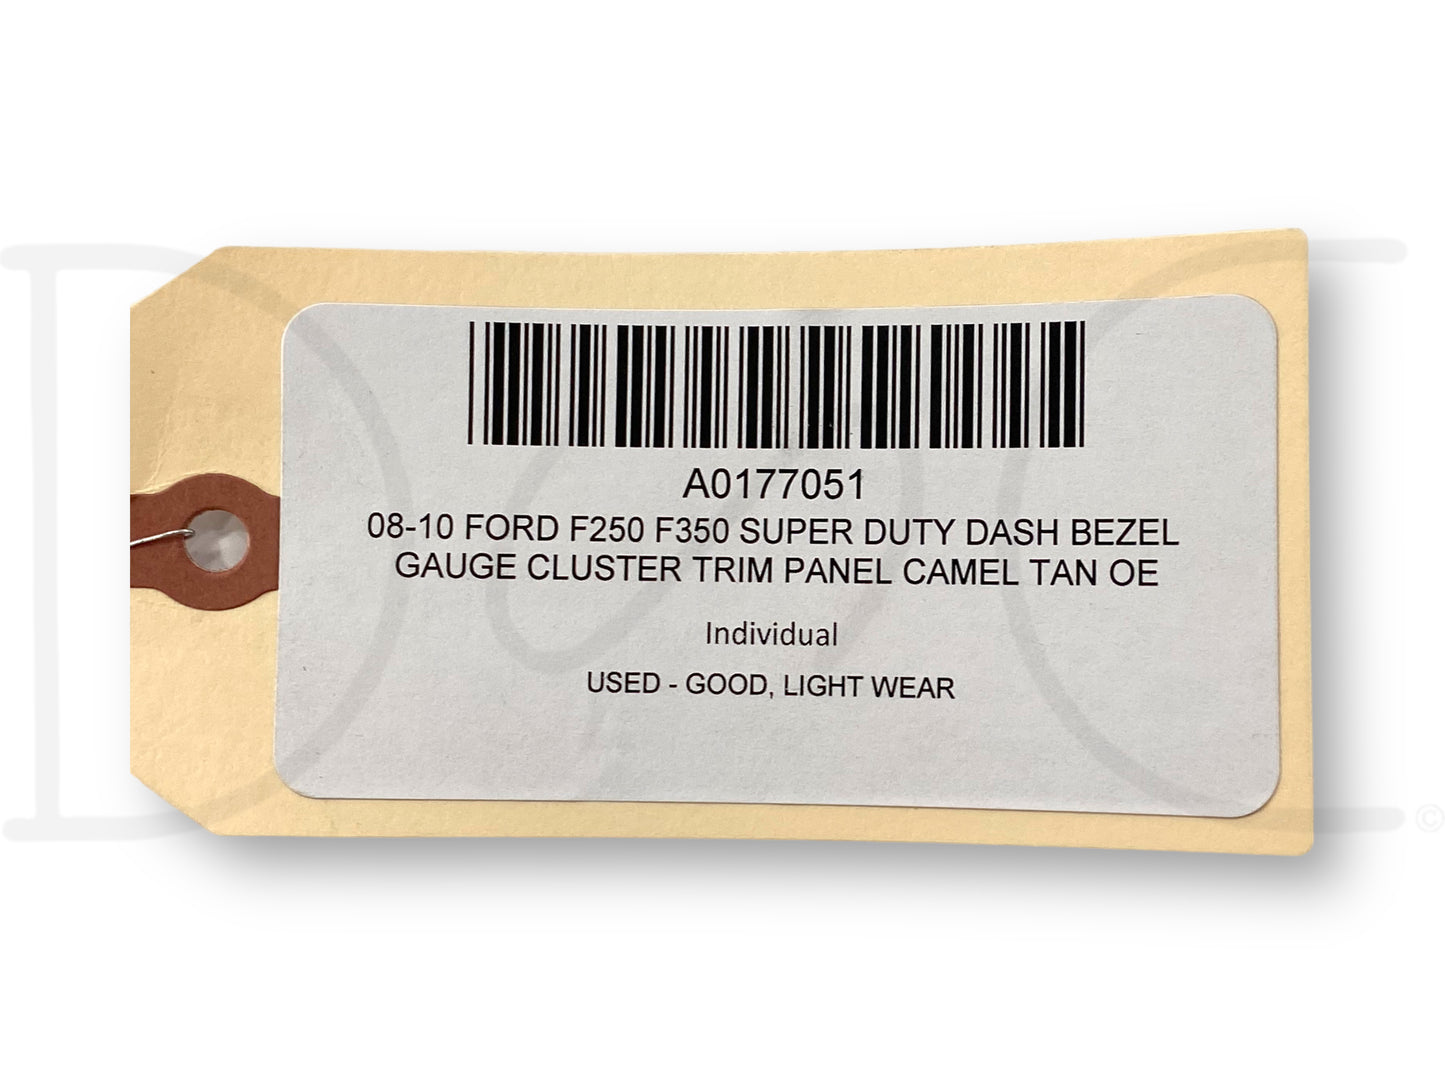 A0177051
08-10 FORD F250 F350 SUPER DUTY DASH BEZEL
GAUGE CLUSTER TRIM PANEL CAMEL TAN OE
Individual
USED - GOOD, LIGHT WEAR
©